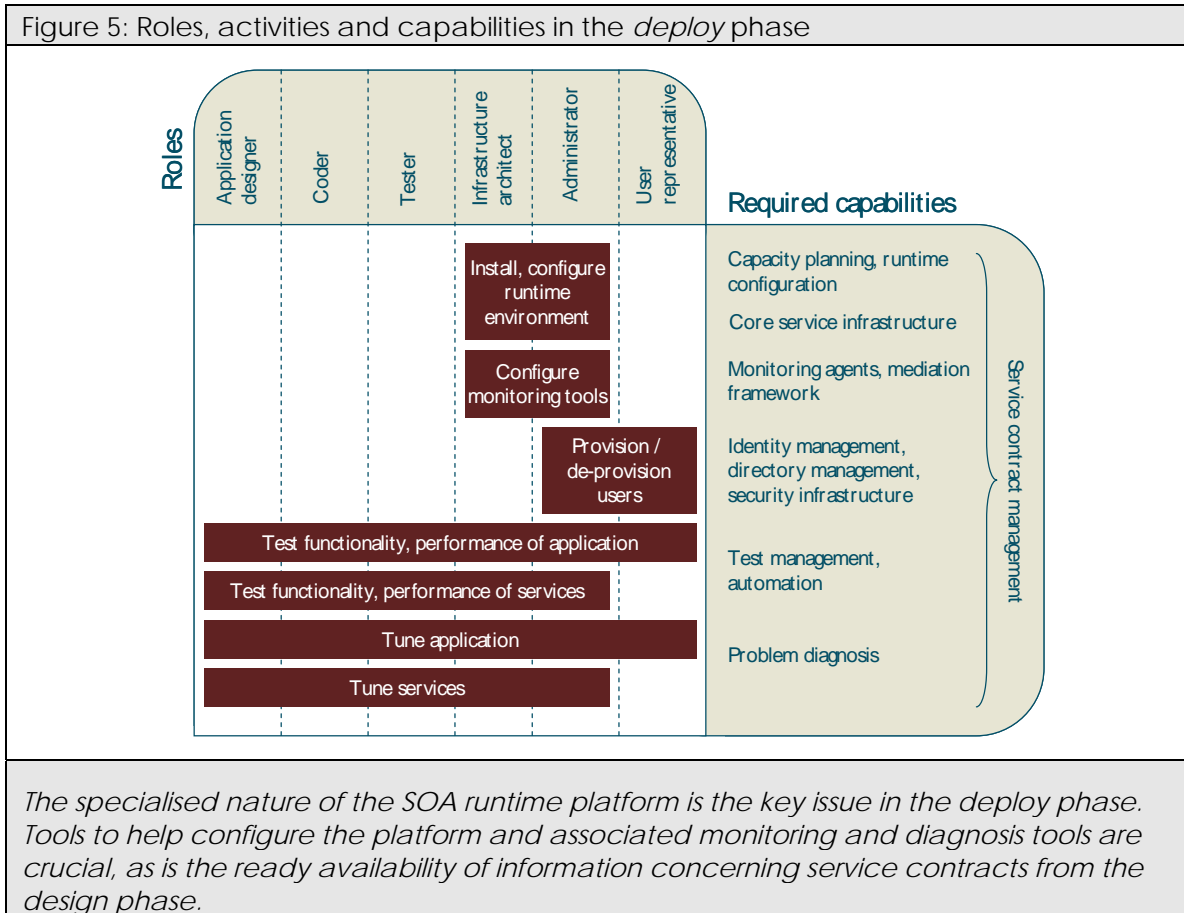 Figure 5: Roles, activities and capabilities in the deploy phase
Roles
Application
designer
Coder
Tester
Infrastructure
architect
Administrator
User
representative
Required capabilities
Install, configure
runtime
environment
Capacity planning, runtime
configuration
Core service infrastructure
Configure
monitoring tools
Monitoring agents, mediation
framework
Provision /
de-provision
users
Identity management,
directory management,
security infrastructure
Test functionality, performance of application
Test functionality, performance of services
Test management,
automation
Tune application
Tune services
Problem diagnosis
Service contract management
The specialised nature of the SOA runtime platform is the key issue in the deploy phase.
Tools to help configure the platform and associated monitoring and diagnosis tools are
crucial, as is the ready availability of information concerning service contracts from the
design phase.